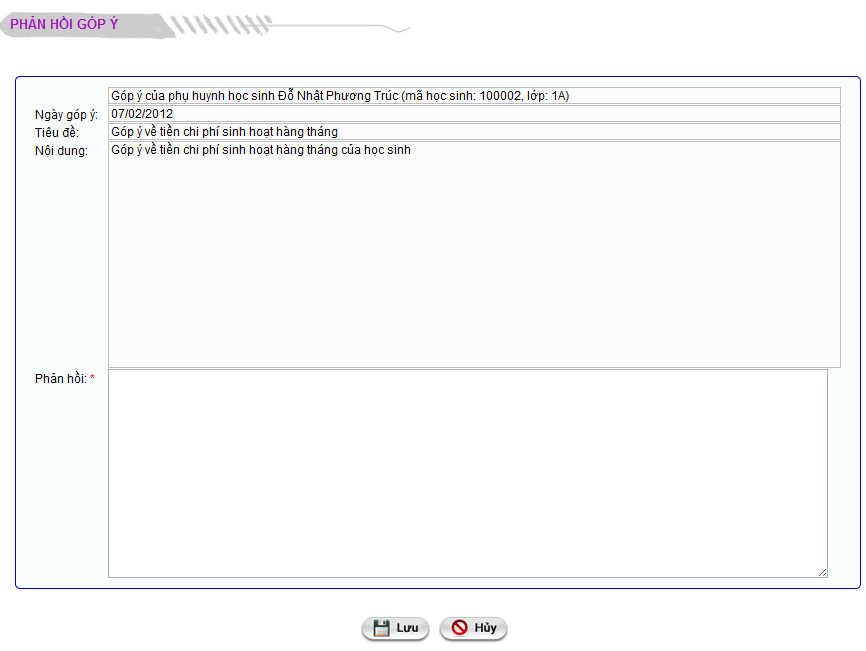 PHẢN HỒI GÓP Ý
Góp ý của phụ huynh học sinh Đỗ Nhật Phương Trúc (mã học sinh: 100002, lớp: 1A)
Ngày góp ý: 07/02/2012
Tiêu đề: Góp ý về tiền chi phí sinh hoạt hàng tháng
Nội dung: Góp ý về tiền chi phí sinh hoạt hàng tháng của học sinh
Phản hồi: *
Lưu Hủy